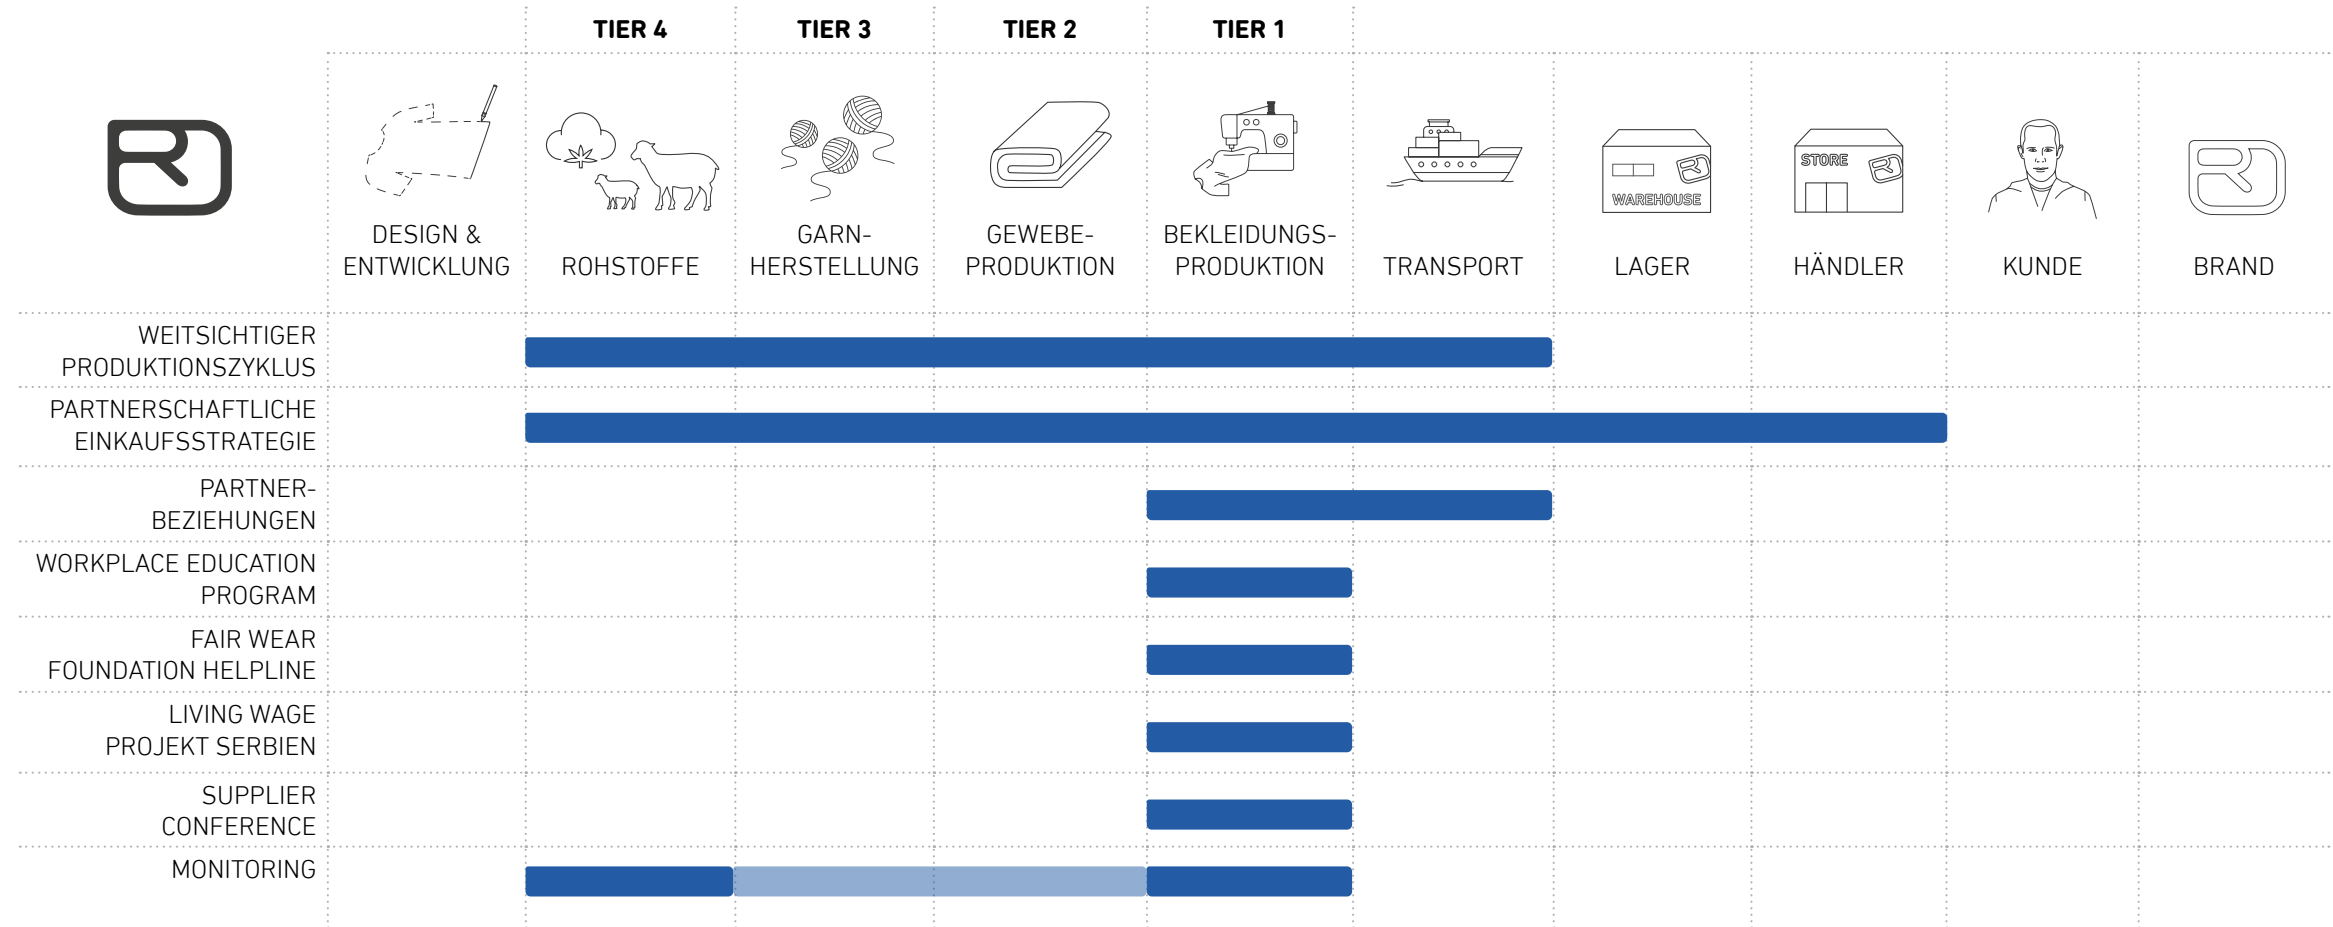 TIER 4
TIER 3
TIER 2
TIER 1
STORE
WAREHOUSE
DESIGN &
ENTWICKLUNG
ROHSTOFFE
GARN-
HERSTELLUNG
GEWEBE-
PRODUKTION
BEKLEIDUNGS-
PRODUKTION
TRANSPORT
LAGER
HÄNDLER
KUNDE
BRAND
WEITSICHTIGER
PRODUKTIONSZYKLUS
PARTNERSCHAFTLICHE
EINKAUFSSTRATEGIE
PARTNER-
BEZIEHUNGEN
WORKPLACE EDUCATION
PROGRAM
FAIR WEAR
FOUNDATION HELPLINE
LIVING WAGE
PROJEKT SERBIEN
SUPPLIER
CONFERENCE
MONITORING